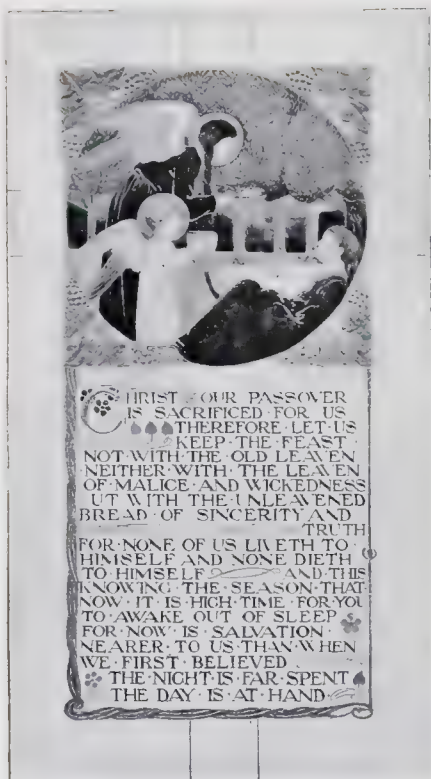 CHRIST · OUR PASSOVER
IS SACRIFICED FOR US
THEREFORE LET US
KEEP · THE FEAST
NOT WITH THE OLD LEAVEN
NEITHER · WITH THE LEAVEN
OF MALICE · AND WICKEDNESS
UT WITH THE UNLEAVENED
BREAD · OF SINCERITY AND
TRUTH
FOR · NONE OF US LIVETH TO
HIMSELF AND NONE DIETH
TO HIMSELF AND · THIS
KNOWING THE SEASON THAT
NOW · IT IS HIGH TIME FOR YOU
TO AWAKE OUT OF SLEEP
FOR NOW · IS SALVATION
NEARER TO US THAN WHEN
WE FIRST BELIEVED
THE NIGHT IS FAR SPENT
THE DAY IS AT HAND